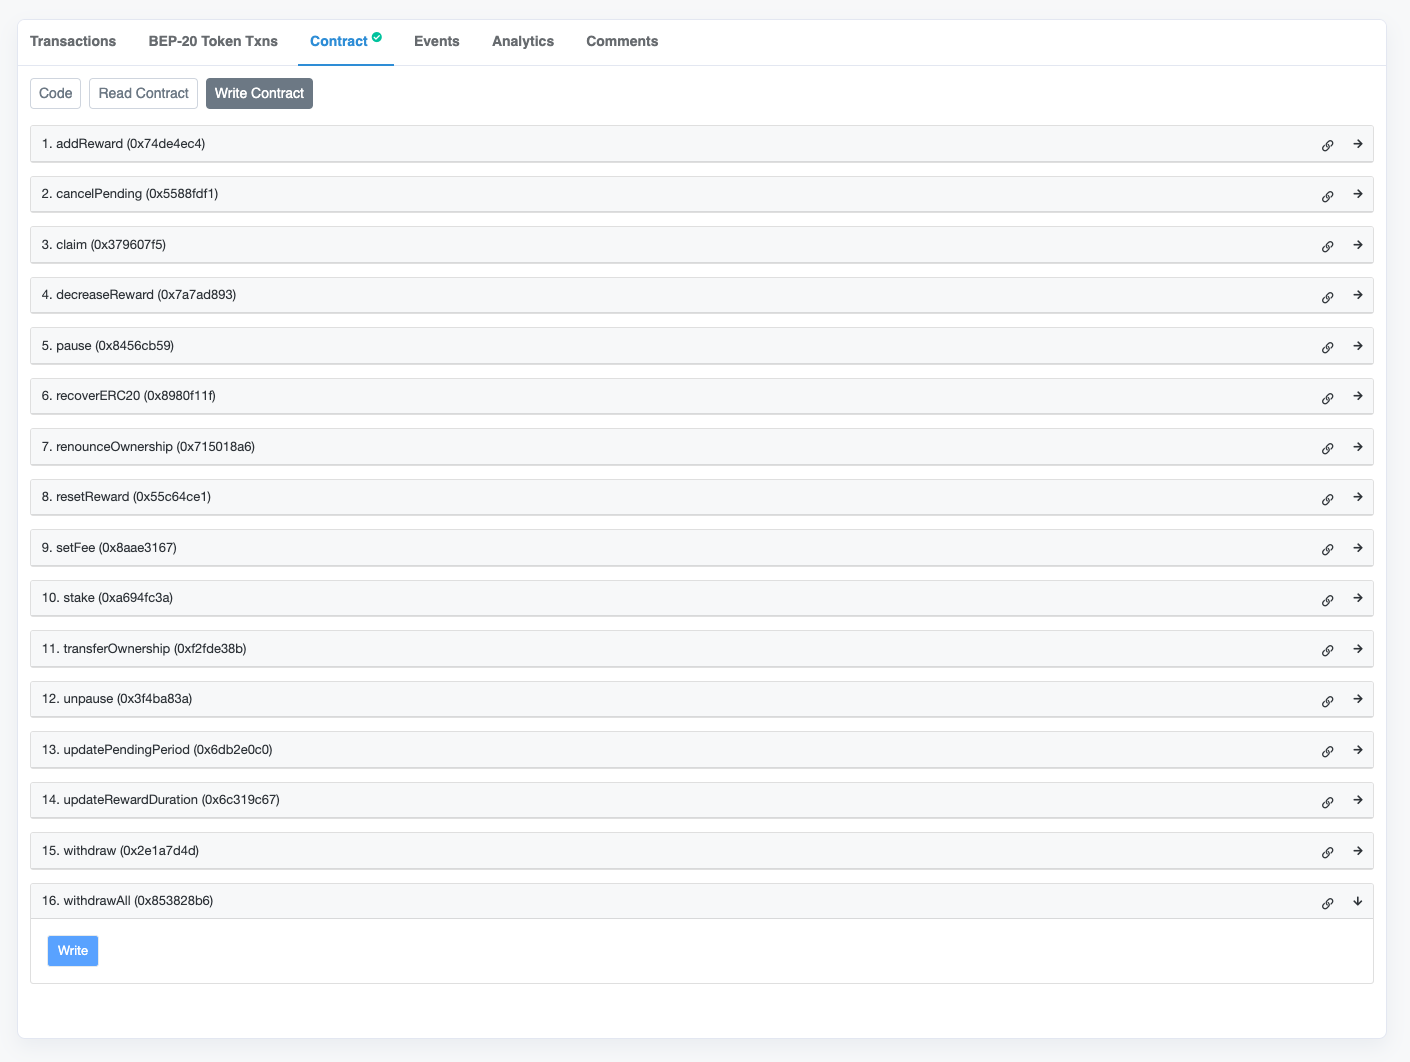 Transactions BEP-20 Token Txns Contract Events Analytics Comments
Code Read Contract Write Contract
1. addReward (0x74de4ec4)
2. cancelPending (0x5588fdf1)
3. claim (0x379607f5)
4. decreaseReward (0x7a7ad893)
5. pause (0x8456cb59)
6. recoverERC20 (0x8980f11f)
7. renounceOwnership (0x715018a6)
8. resetReward (0x55c64ce1)
9. setFee (0x8aae3167)
10. stake (0xa694fc3a)
11. transferOwnership (0xf2fde38b)
12. unpause (0x3f4ba83a)
13. updatePendingPeriod (0x6db2e0c0)
14. updateRewardDuration (0x6c319c67)
15. withdraw (0x2e1a7d4d)
16. withdrawAll (0x853828b6)
Write